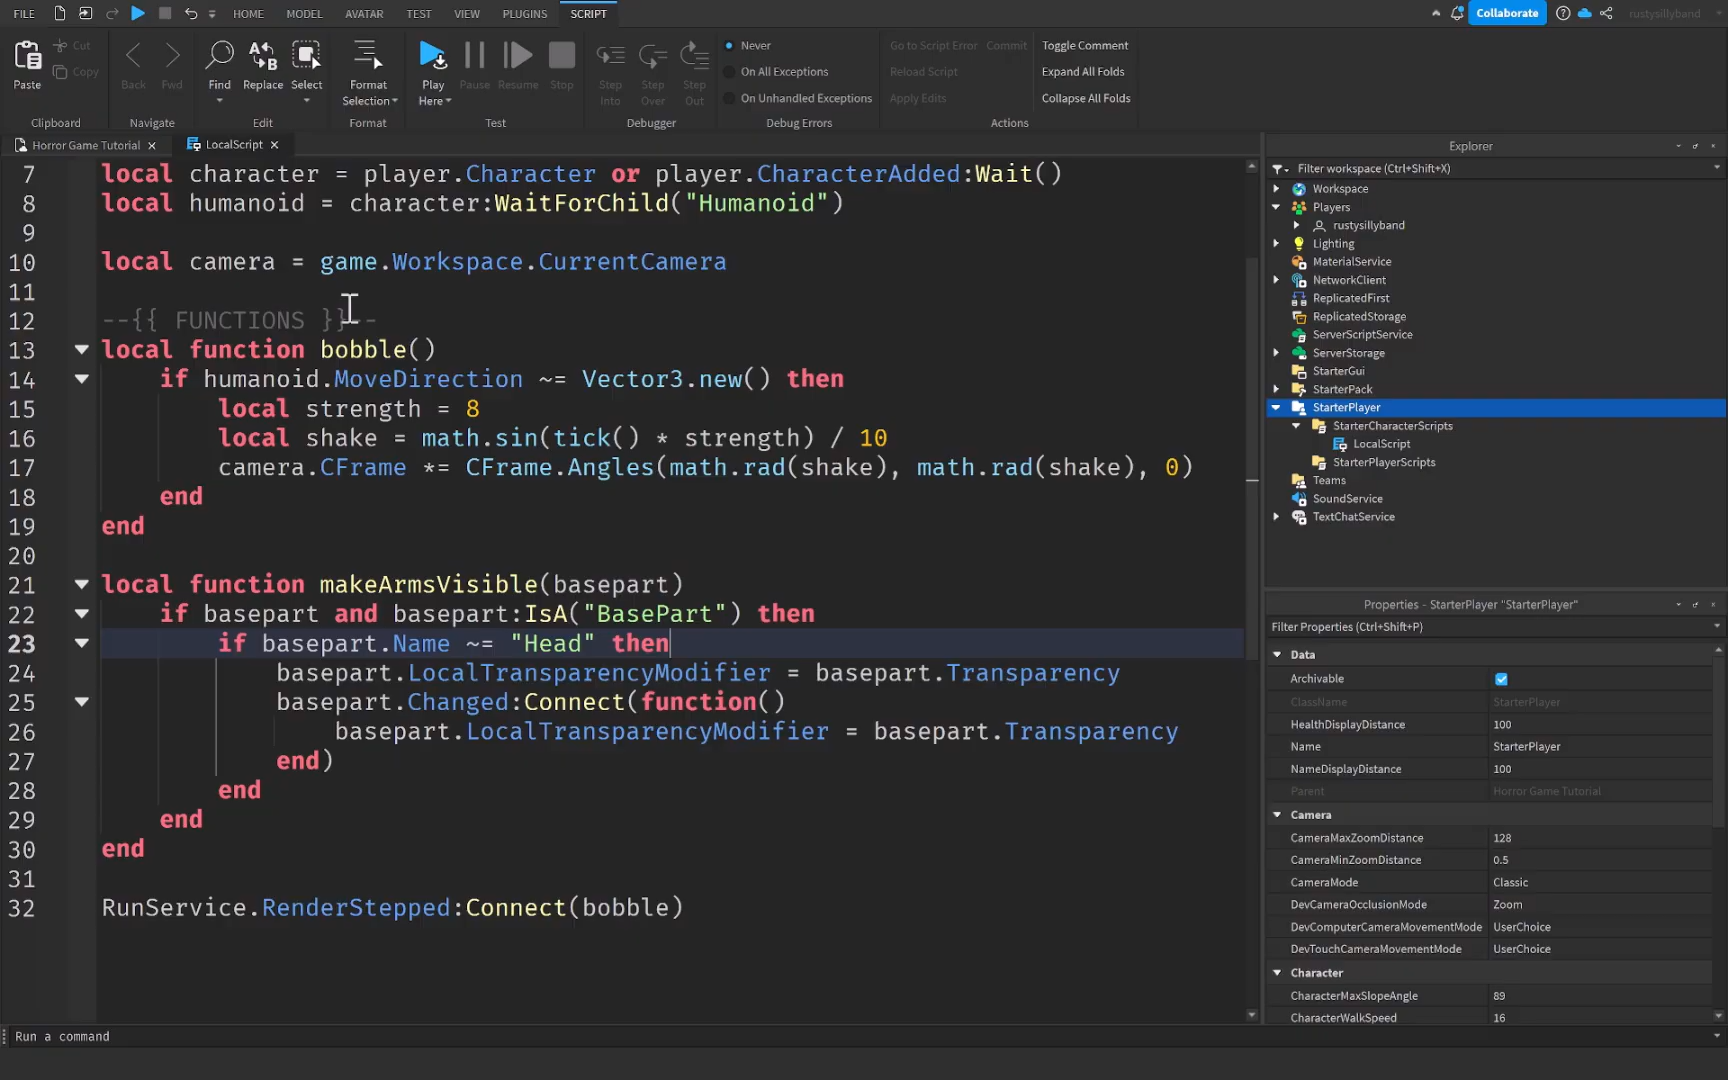 FILE HOME MODEL AVATAR TEST VIEW PLUGINS SCRIPT Collaborate rustysillyband
Paste Cut Copy
Back Fwd
Find Replace Select
Format Selection
Play Here Pause Resume Stop
Step Into Step Over Step Out
Never
On All Exceptions
On Unhandled Exceptions
Go to Script Error Commit
Reload Script
Apply Edits
Toggle Comment
Expand All Folds
Collapse All Folds
Clipboard Navigate Edit Format Test Debugger Debug Errors Actions
Horror Game Tutorial LocalScript
7 local character = player.Character or player.CharacterAdded:Wait()
8 local humanoid = character:WaitForChild("Humanoid")
9
10 local camera = game.Workspace.CurrentCamera
11
12 --{{ FUNCTIONS }}--
13 local function bobble()
14 if humanoid.MoveDirection ~= Vector3.new() then
15 local strength = 8
16 local shake = math.sin(tick() * strength) / 10
17 camera.CFrame *= CFrame.Angles(math.rad(shake), math.rad(shake), 0)
18 end
19 end
20
21 local function makeArmsVisible(basepart)
22 if basepart and basepart:IsA("BasePart") then
23 if basepart.Name ~= "Head" then
24 basepart.LocalTransparencyModifier = basepart.Transparency
25 basepart.Changed:Connect(function()
26 basepart.LocalTransparencyModifier = basepart.Transparency
27 end)
28 end
29 end
30 end
31
32 RunService.RenderStepped:Connect(bobble)
Run a command
Explorer
Filter workspace (Ctrl+Shift+X)
Workspace
Players
rustysillyband
Lighting
MaterialService
NetworkClient
ReplicatedFirst
ReplicatedStorage
ServerScriptService
ServerStorage
StarterGui
StarterPack
StarterPlayer
StarterCharacterScripts
LocalScript
StarterPlayerScripts
Teams
SoundService
TextChatService
Properties - StarterPlayer "StarterPlayer"
Filter Properties (Ctrl+Shift+P)
Data
Archivable
ClassName StarterPlayer
HealthDisplayDistance 100
Name StarterPlayer
NameDisplayDistance 100
Parent Horror Game Tutorial
Camera
CameraMaxZoomDistance 128
CameraMinZoomDistance 0.5
CameraMode Classic
DevCameraOcclusionMode Zoom
DevComputerCameraMovementMode UserChoice
DevTouchCameraMovementMode UserChoice
Character
CharacterMaxSlopeAngle 89
CharacterWalkSpeed 16